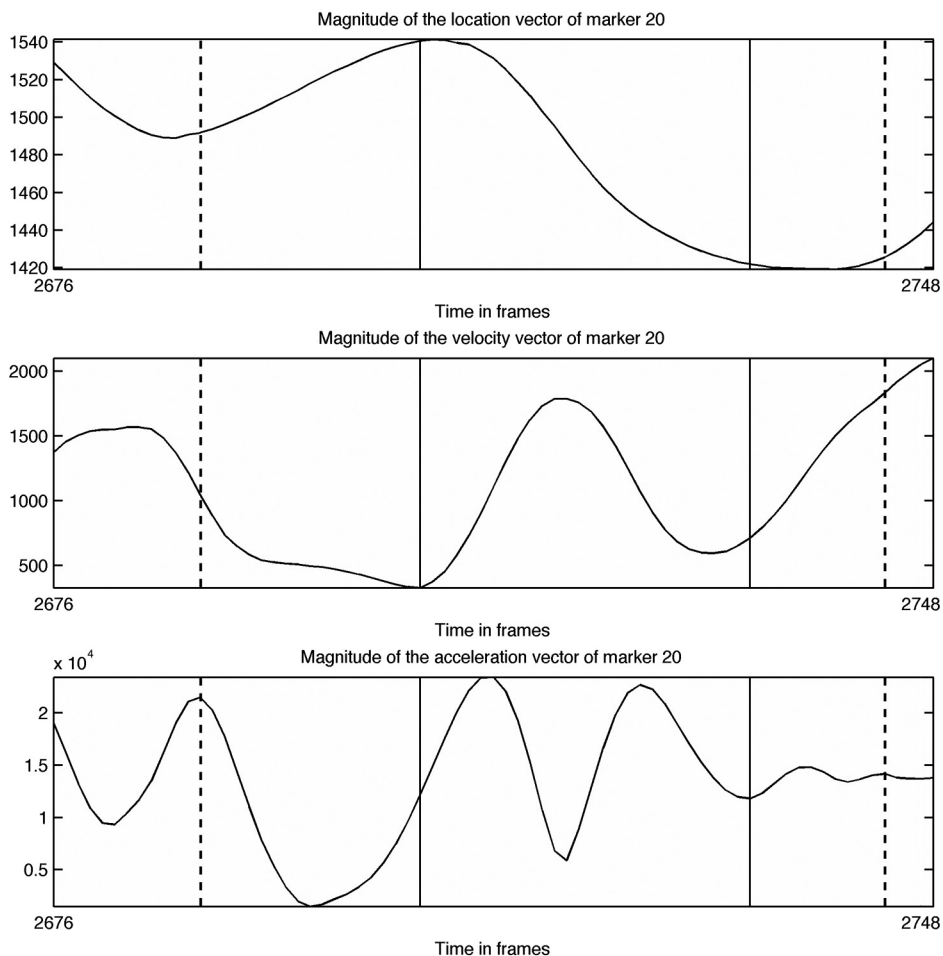 Magnitude of the location vector of marker 20
1540
1520
1500
1480
1460
1440
1420
2676 2748
Time in frames
Magnitude of the velocity vector of marker 20
2000
1500
1000
500
2676 2748
Time in frames
x 10^4
Magnitude of the acceleration vector of marker 20
2
1.5
1
0.5
2676 2748
Time in frames